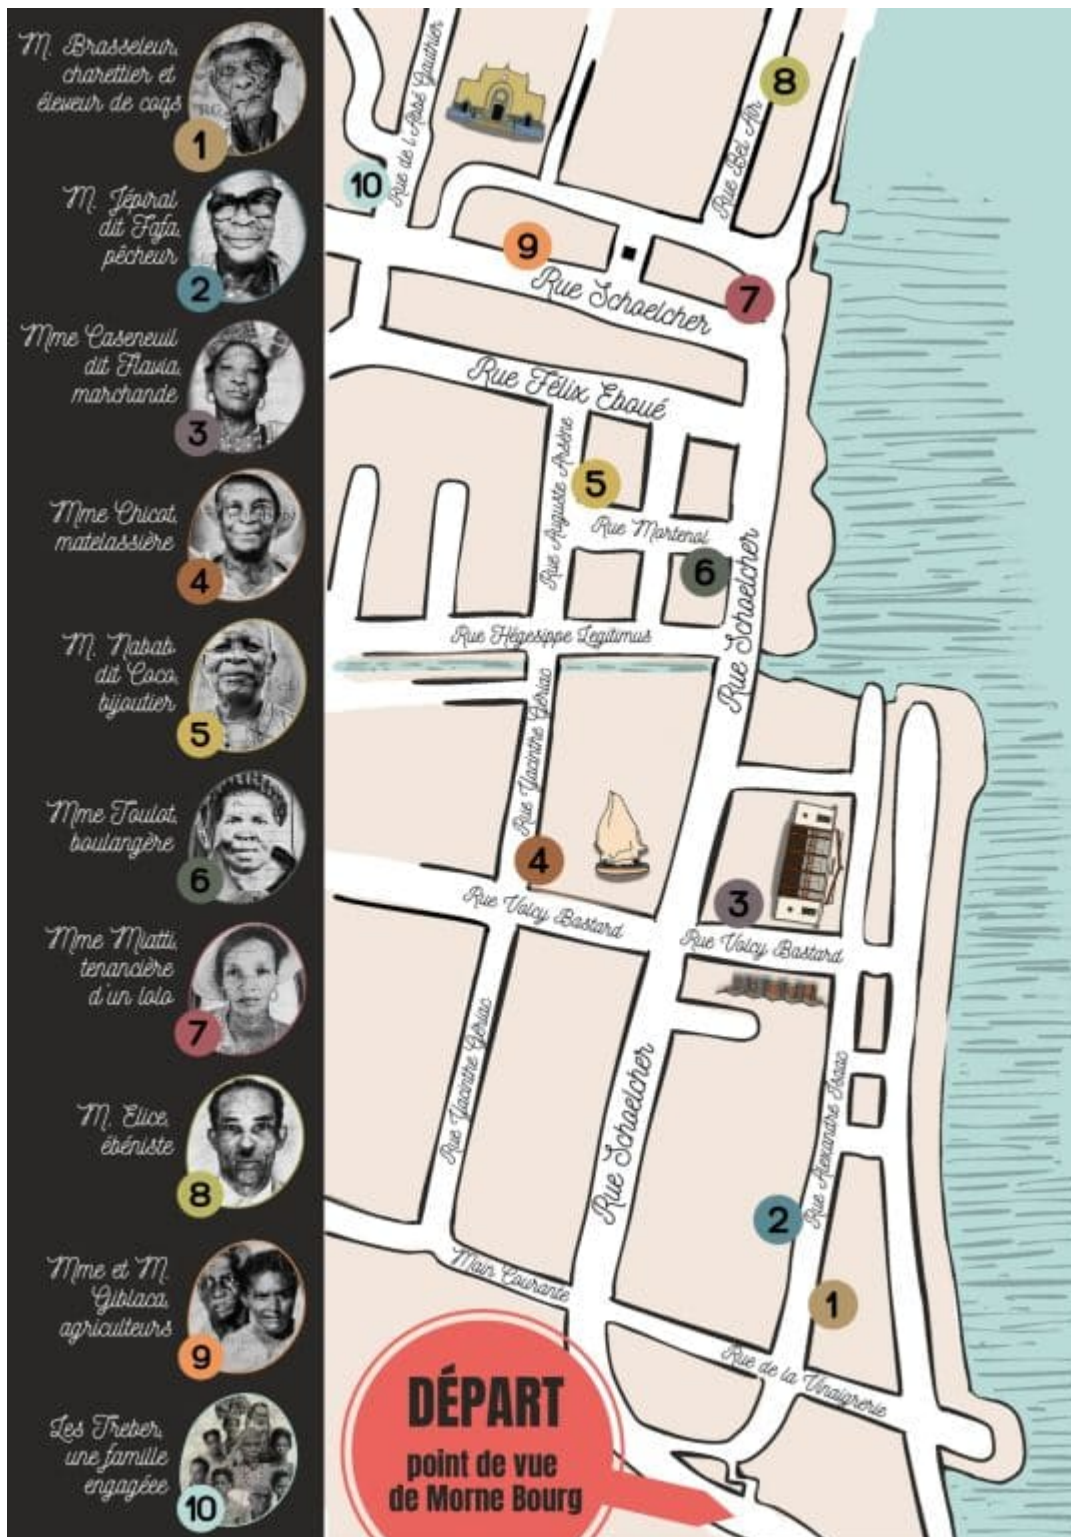 M. Brasseleur,
charettier et
éleveur de coqs
1
M. Jépiral
dit Fafa,
pêcheur
2
Mme Caseneuil
dit Flavia,
marchande
3
Mme Chicot,
matelassière
4
M. Nabab
dit Coco,
bijoutier
5
Mme Toulot,
boulangère
6
Mme Miatti,
tenancière
d'un lolo
7
M. Elice,
ébéniste
8
Mme et M.
Giblaca,
agriculteurs
9
Les Treber,
une famille
engagéee
10
Rue de l'Abbé Gauthier
8
Rue Bel Air
10
9
Rue Schoelcher
7
Rue Félix Eboué
Rue Auguste Arsène
5
Rue Mortenol
6
Rue Schoelcher
Rue Hégesippe Legitimus
Rue Yacinthe Gériac
4
Rue Volcy Bastard
3
Rue Volcy Bastard
Rue Yacinthe Gériac
Rue Schoelcher
Rue Alexandre Isaac
2
1
Main Courante
Rue de la Vinaigrerie
DÉPART
point de vue
de Morne Bourg